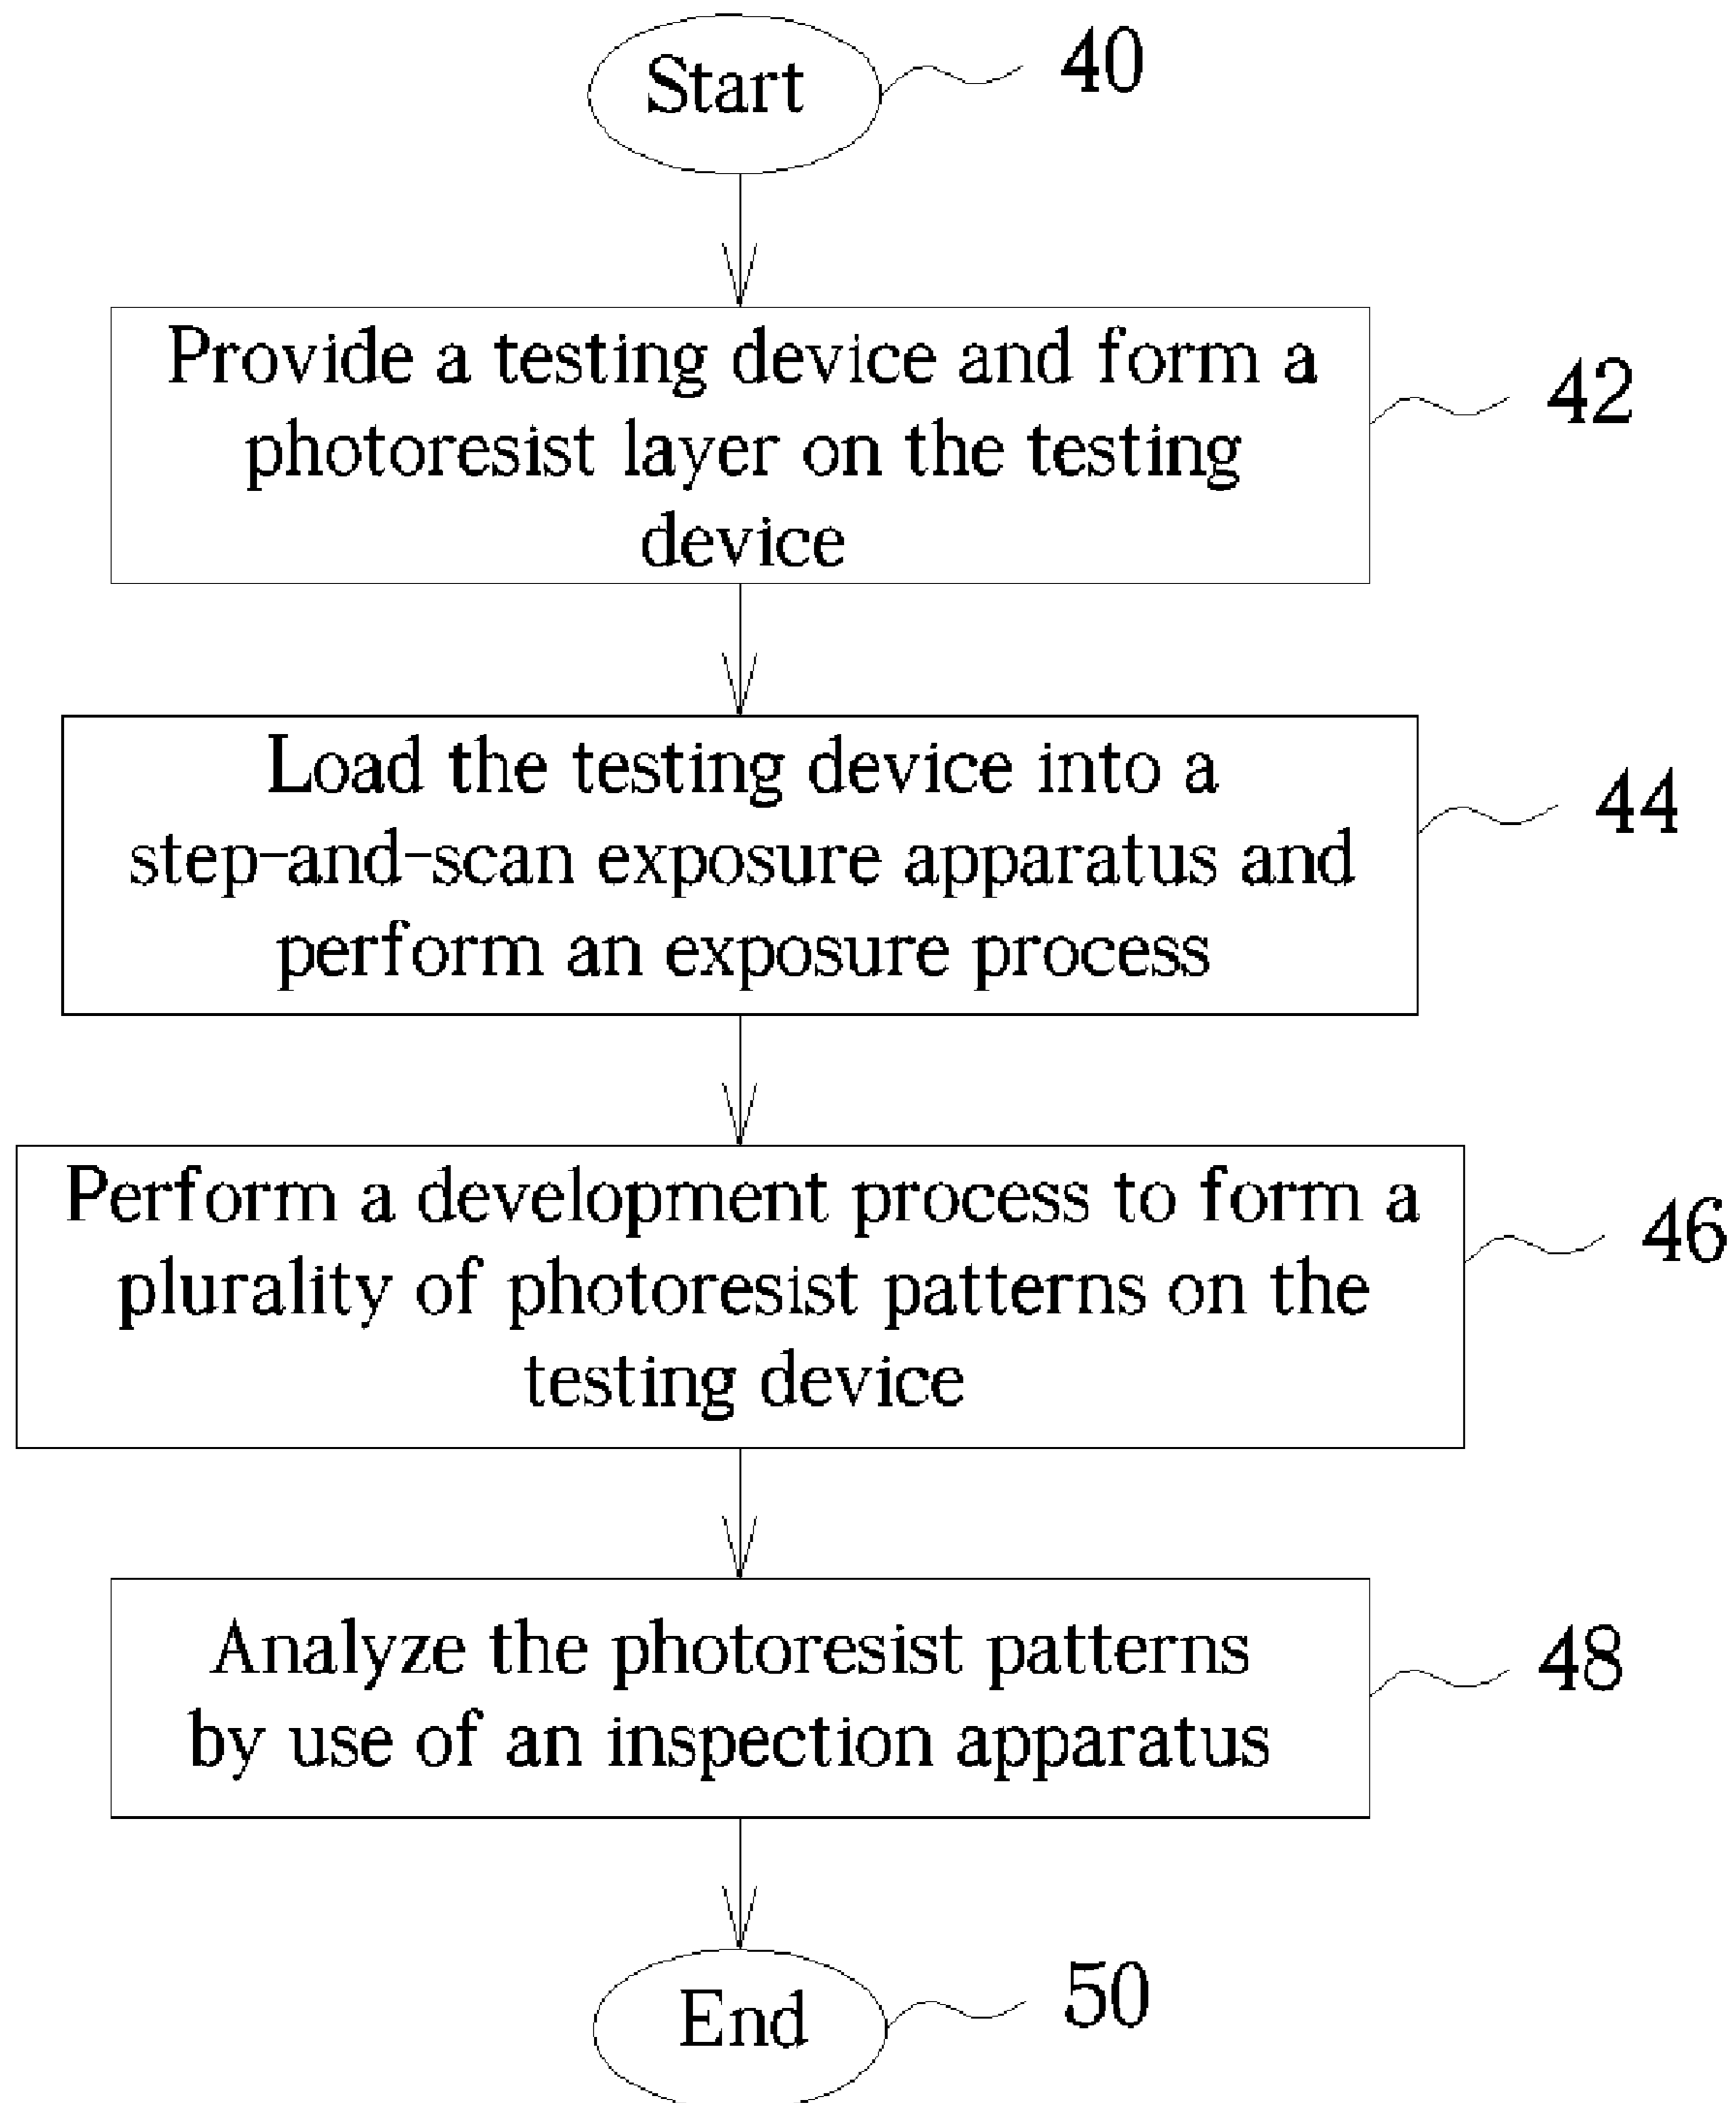 Start
40
Provide a testing device and form a
photoresist layer on the testing
device
42
Load the testing device into a
step-and-scan exposure apparatus and
perform an exposure process
44
Perform a development process to form a
plurality of photoresist patterns on the
testing device
46
Analyze the photoresist patterns
by use of an inspection apparatus
48
End
50